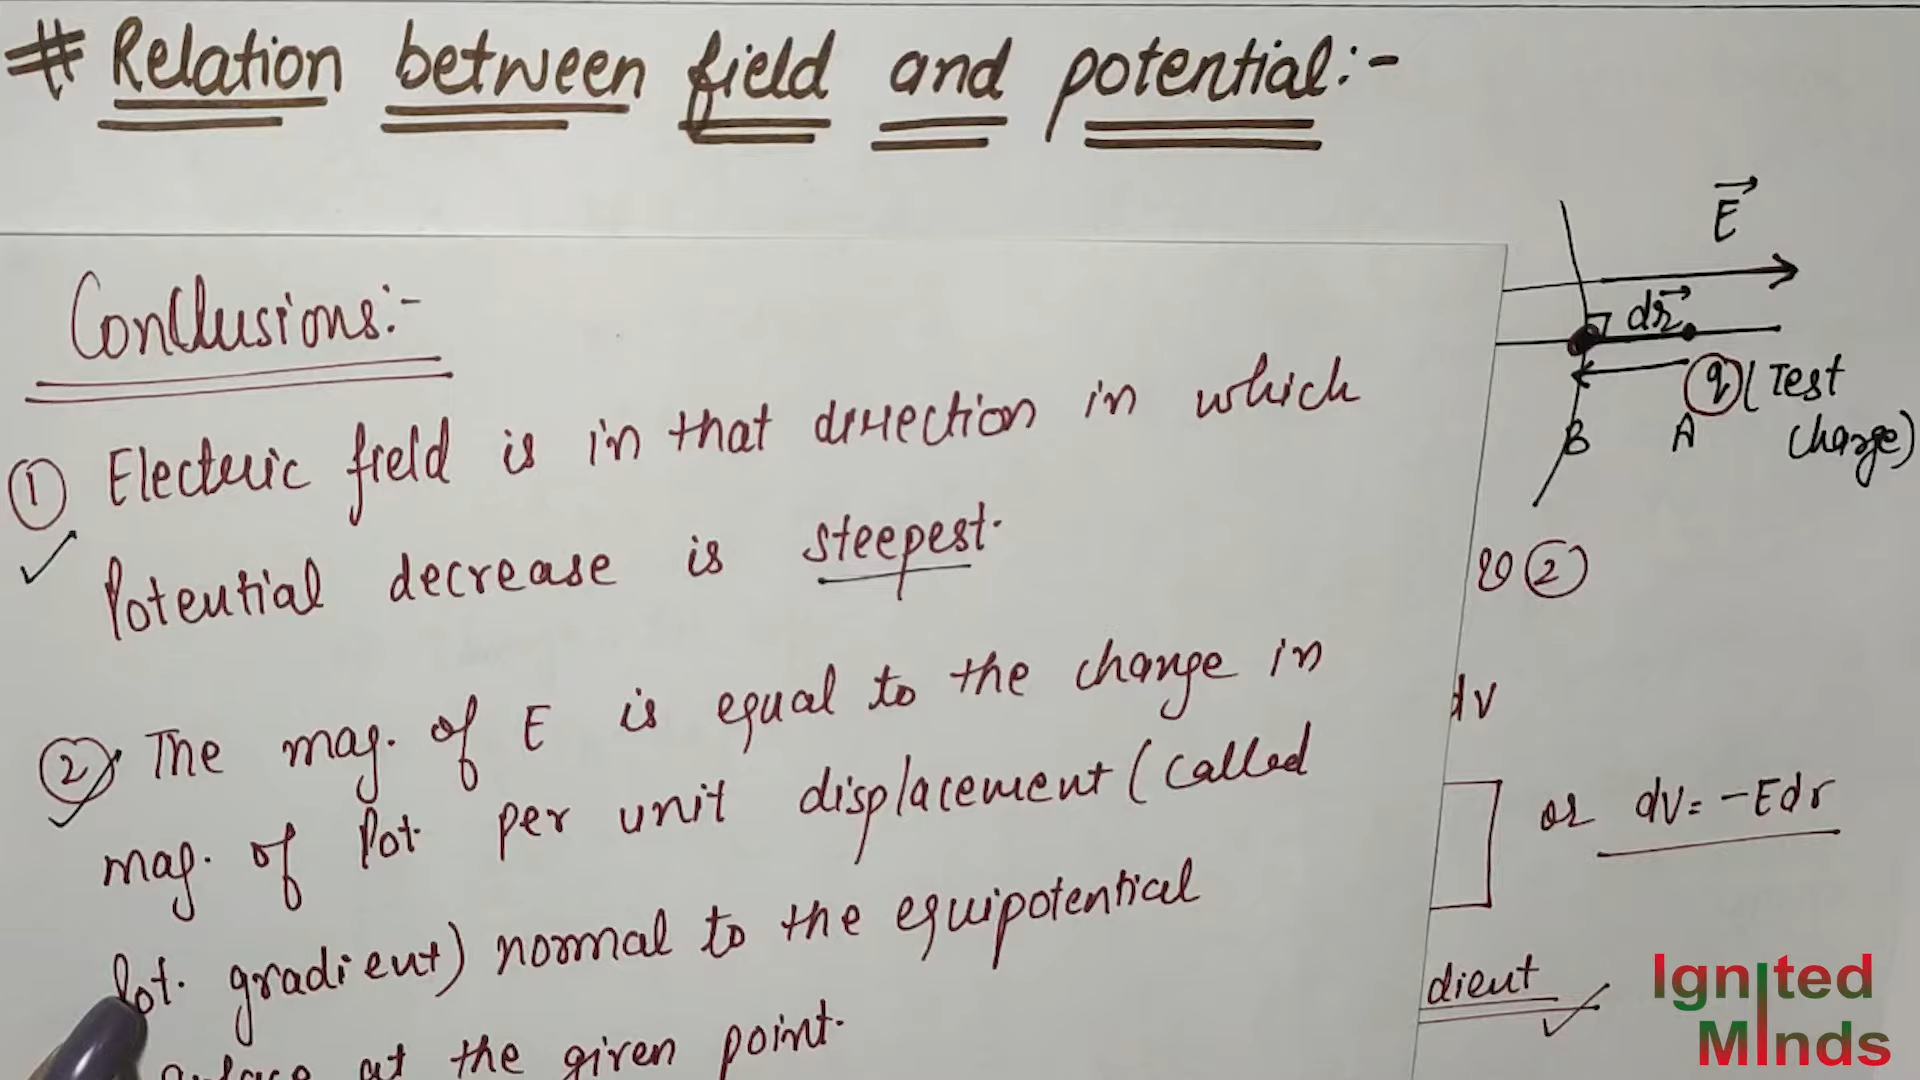 # Relation between field and potential:-
Conclusions:-
① Electric field is in that direction in which
Potential decrease is steepest.
② The mag. of E is equal to the change in
mag. of Pot. per unit displacement (called
Pot. gradient) normal to the equipotential
at the given point.
E
dr
q (Test
charge)
B A
②
dV
or dV = -Edr
dient
Ignited
Minds